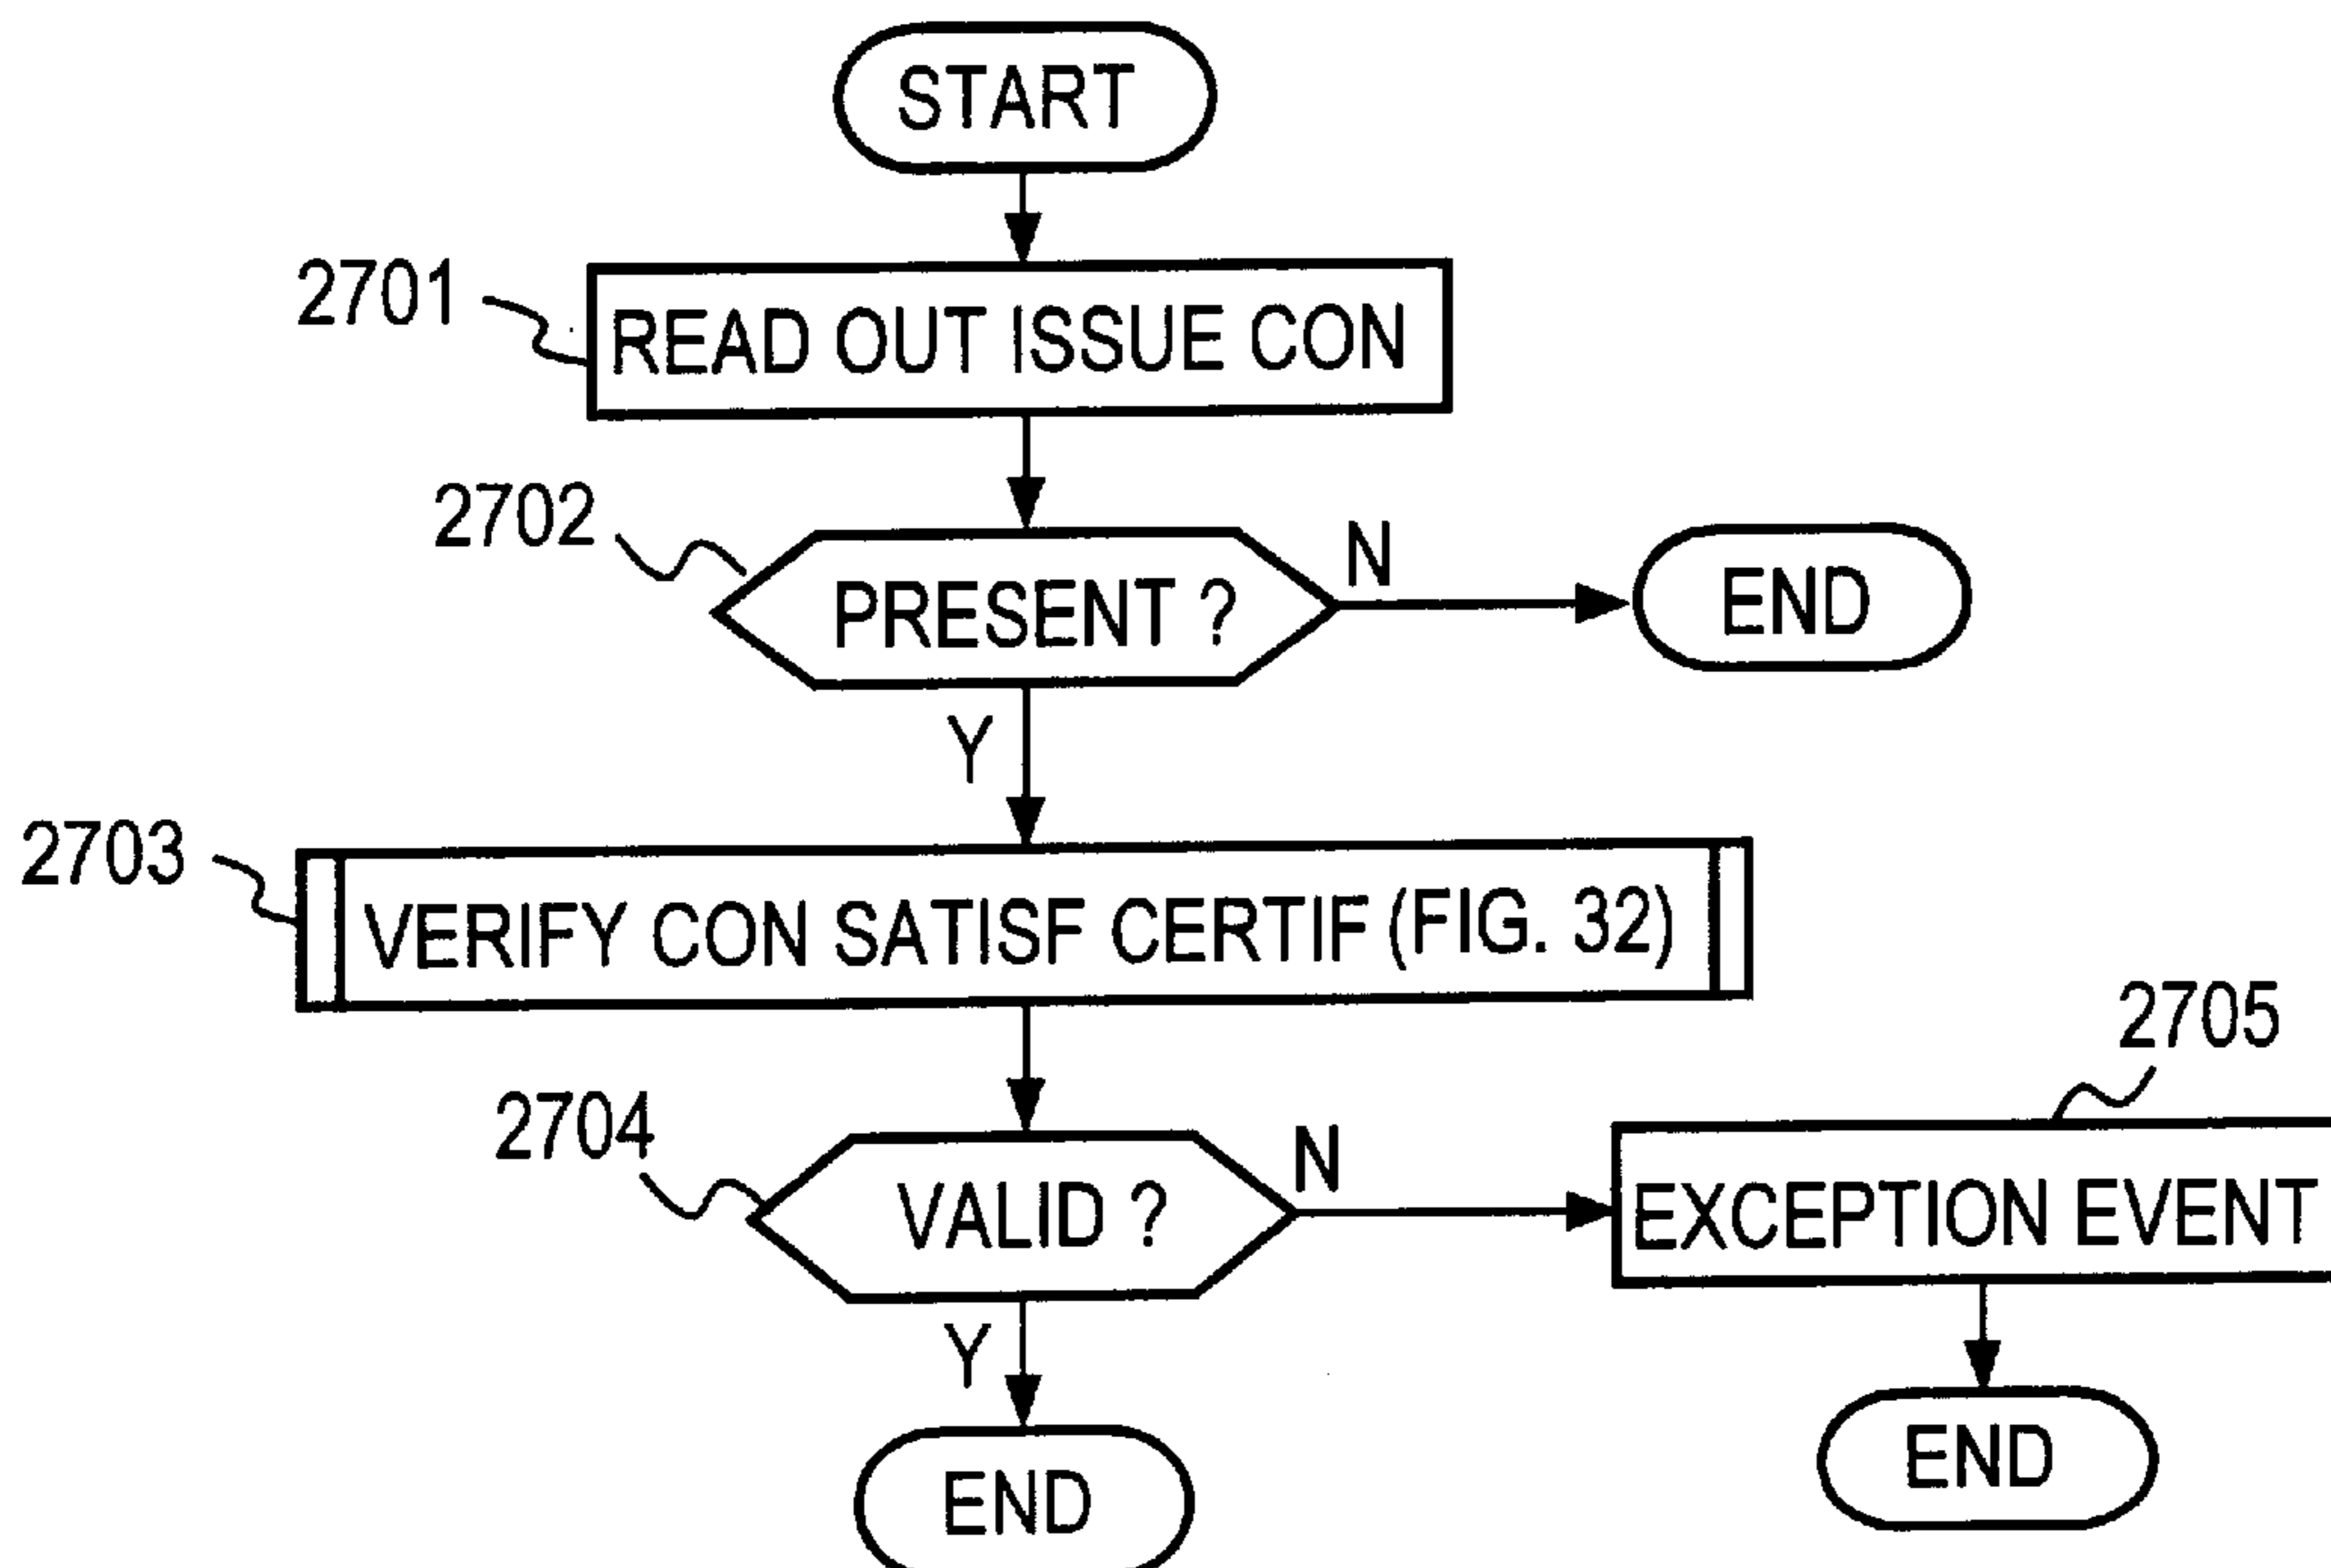 START
2701
READ OUT ISSUE CON
2702
PRESENT ?
N
END
Y
2703
VERIFY CON SATISF CERTIF (FIG. 32)
2704
VALID ?
N
2705
EXCEPTION EVENT
Y
END
END